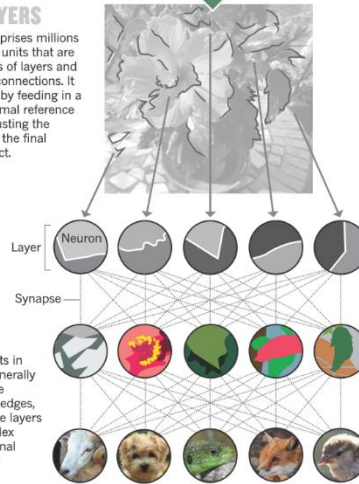 YERS
prises millions
units that are
s of layers and
connections. It
by feeding in a
mal reference
usting the
the final
ct.
Layer
Neuron
Synapse
ts in
nerally
e
edges,
e layers
lex
nal